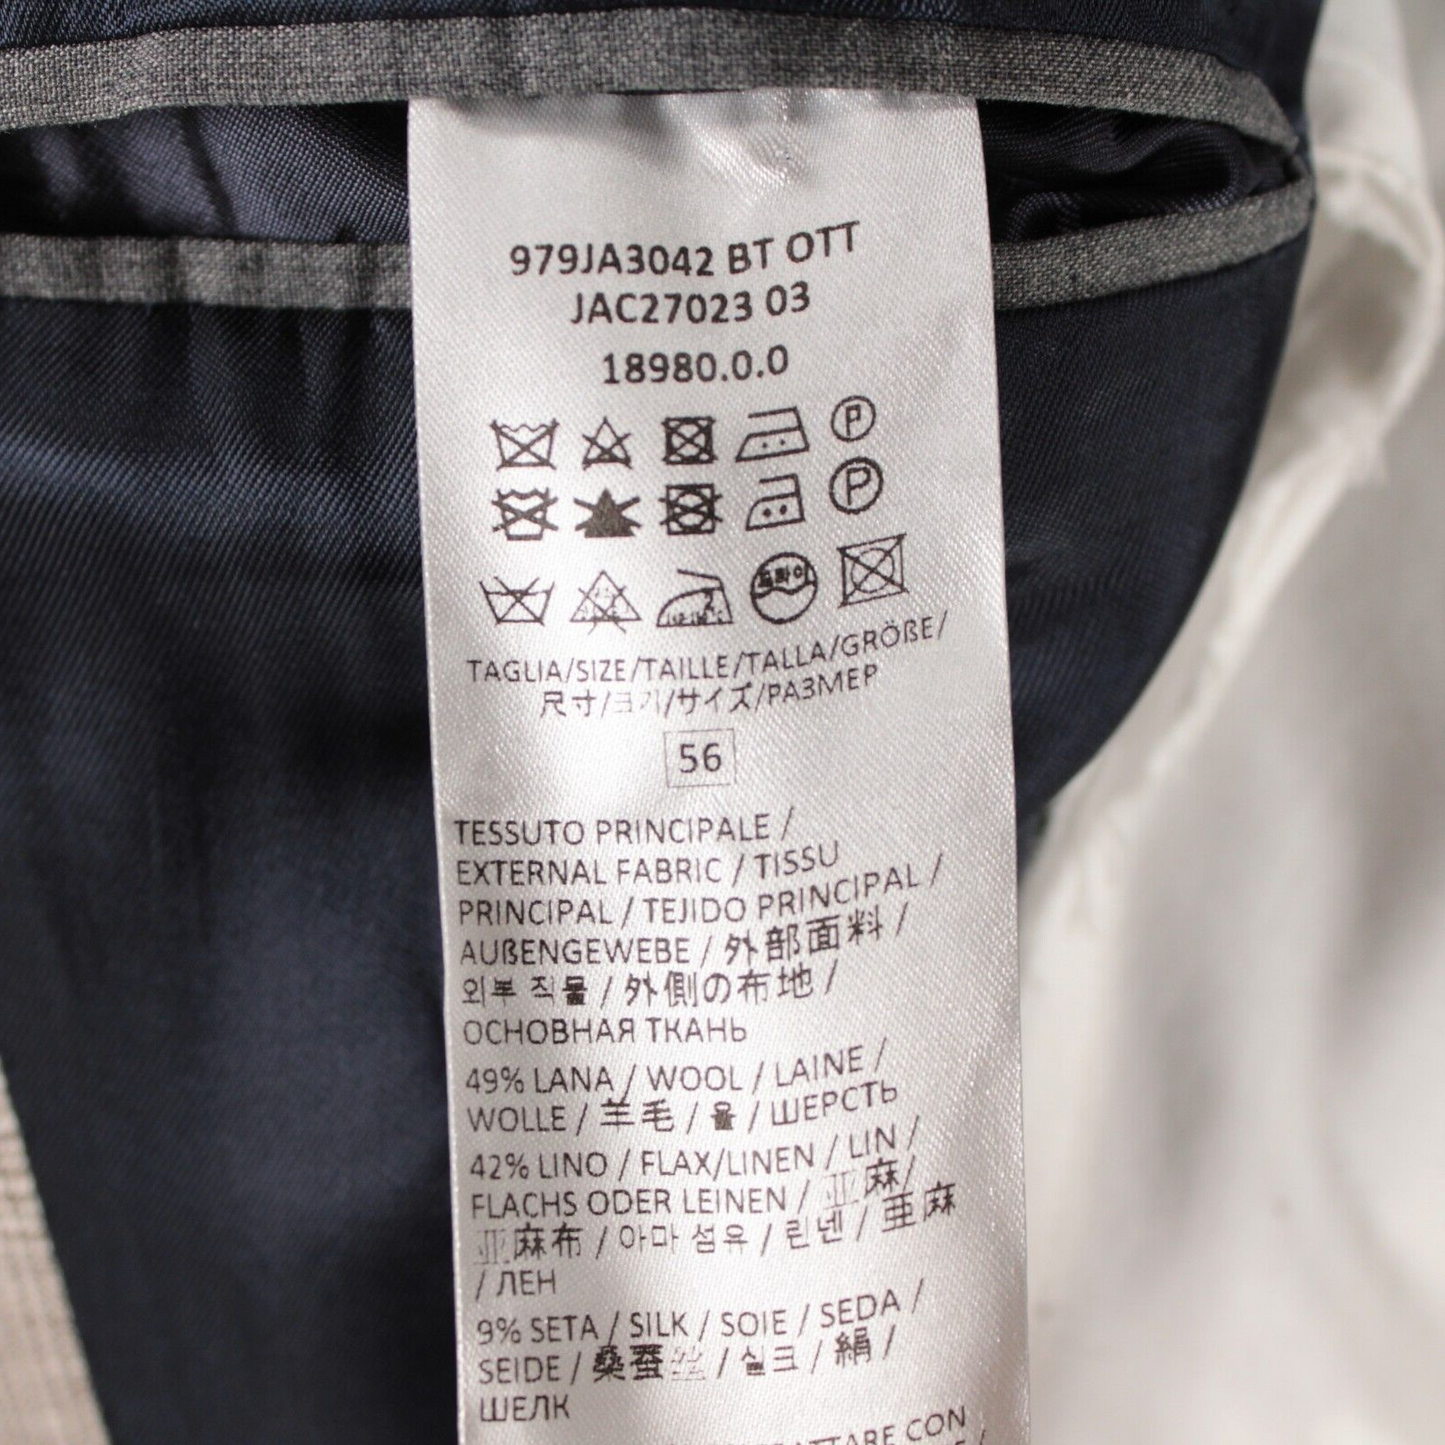 979JA3042 BT OTT
JAC27023 03
18980.0.0
P
P
드라이
TAGLIA/SIZE/TAILLE/TALLA/GRÖßE/
尺寸/크기/サイズ/РАЗМЕР
56
TESSUTO PRINCIPALE /
EXTERNAL FABRIC / TISSU
PRINCIPAL / TEJIDO PRINCIPAL /
AUßENGEWEBE / 外部面料 /
외부 직물 / 外側の布地 /
ОСНОВНАЯ ТКАНЬ
49% LANA / WOOL / LAINE /
WOLLE / 羊毛 / 울 / ШЕРСТЬ
42% LINO / FLAX/LINEN / LIN /
FLACHS ODER LEINEN / 亚麻/
亚麻布 / 아마 섬유 / 린넨 / 亜麻
/ ЛЕН
9% SETA / SILK / SOIE / SEDA /
SEIDE / 桑蚕丝 / 실크 / 絹 /
ШЕЛК
CON